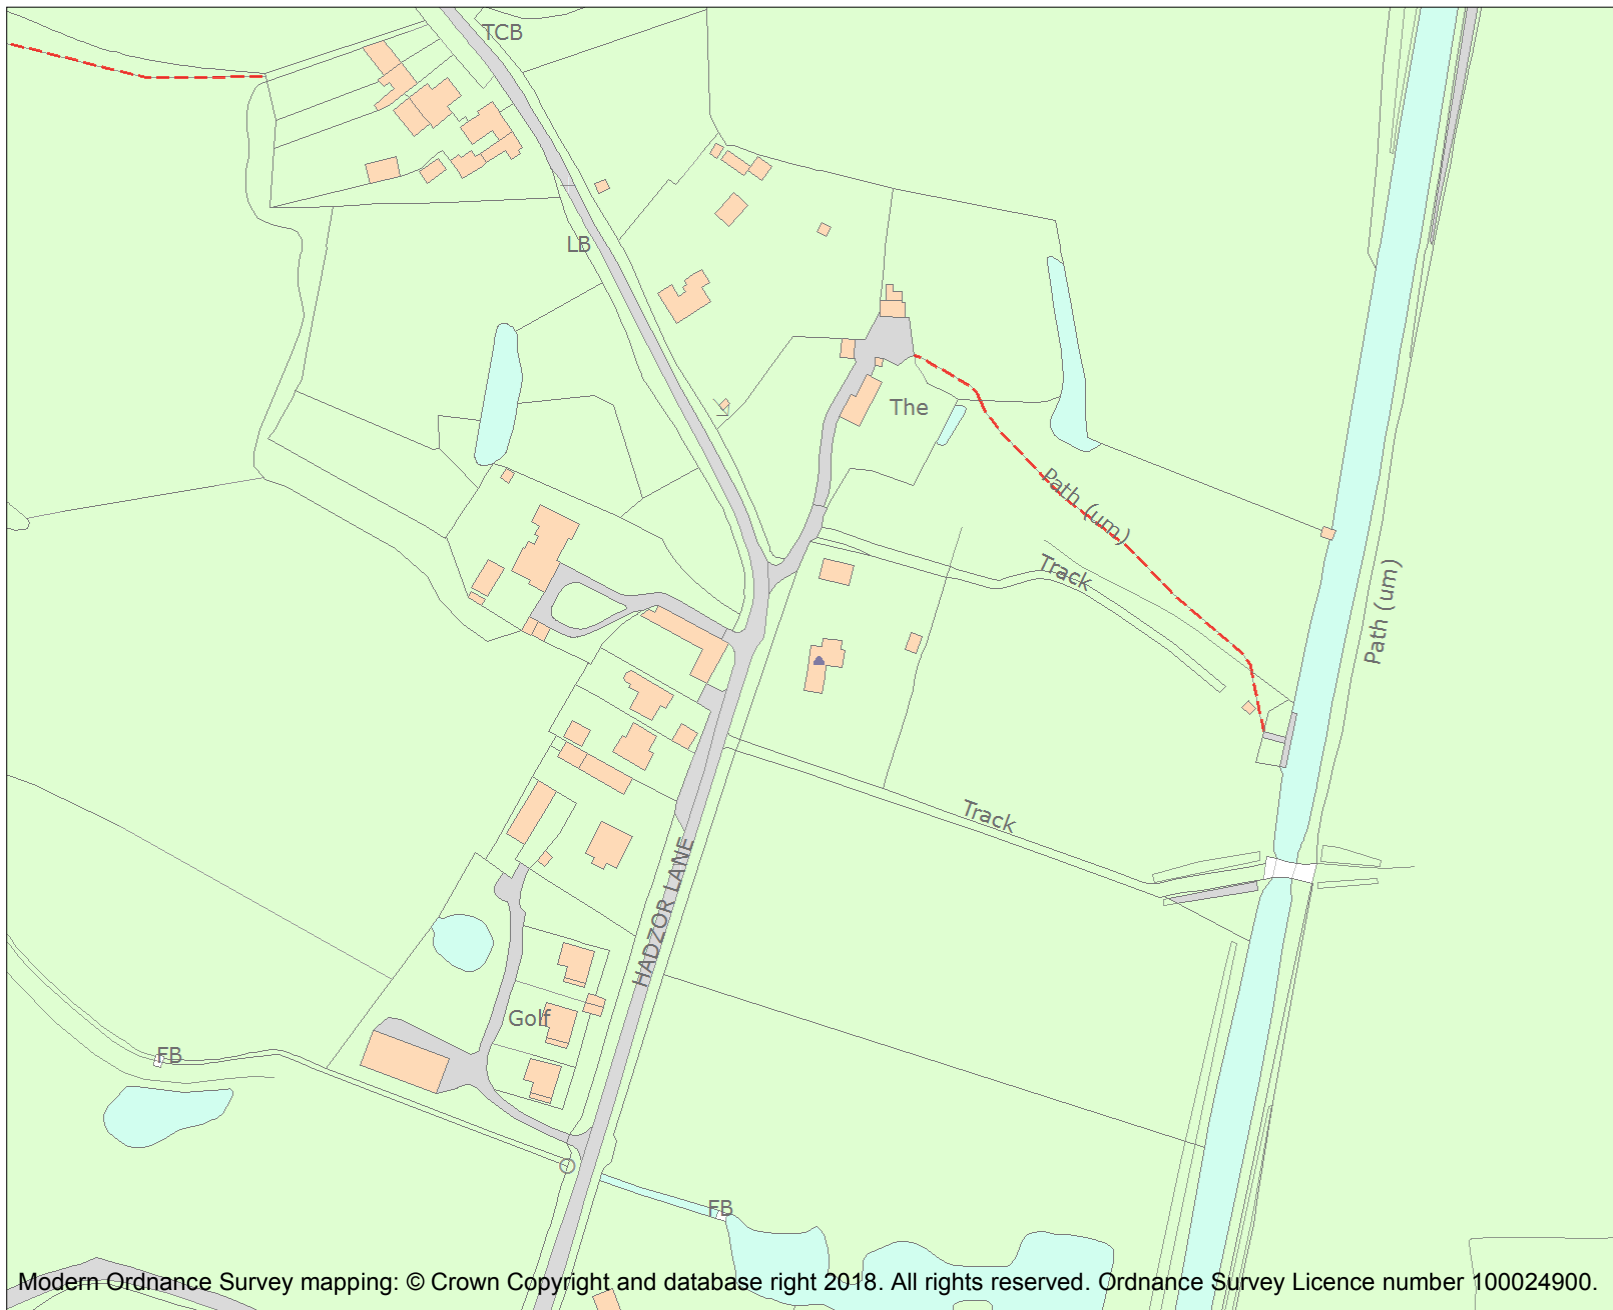 TCB
LB
The
Path (um)
Track
Path (um)
Track
HADZOR LANE
Golf
FB
FB
Modern Ordnance Survey mapping: © Crown Copyright and database right 2018. All rights reserved. Ordnance Survey Licence number 100024900.